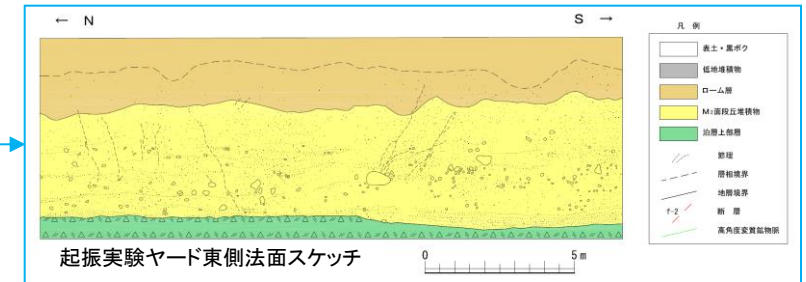 ← N
S →
凡 例
表土・黒ボク
低地堆積物
ローム層
M₂面段丘堆積物
泊層上部層
節理
層相境界
地層境界
f-2 断 層
高角度変質鉱物脈
起振実験ヤード東側法面スケッチ
0 5 m